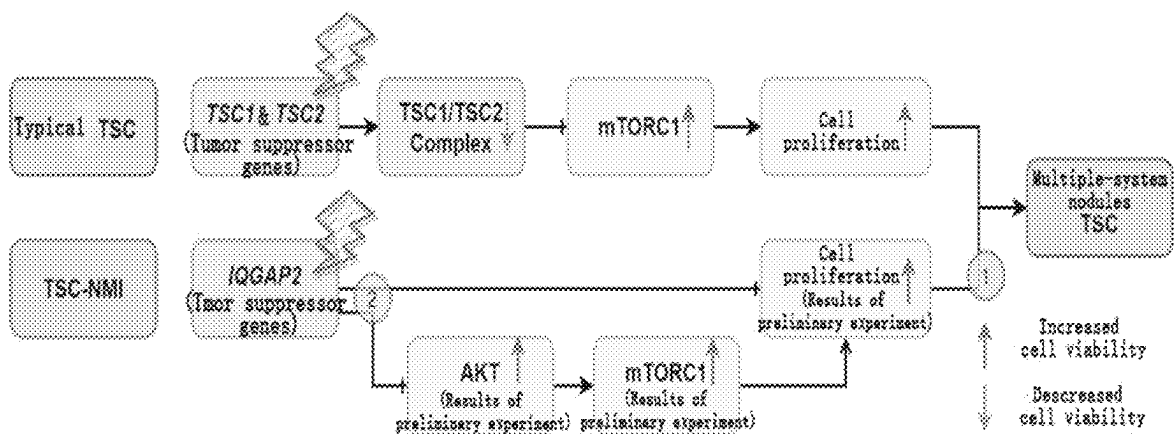 Typical TSC
TSC1 & TSC2
(Tumor suppressor
genes)
TSC1/TSC2
Complex
mTORC1
Cell
proliferation
Multiple-system
nodules
TSC
TSC-NMI
IQGAP2
(Tmor suppressor
genes)
2
Cell
proliferation
(Results of
preliminary experiment)
1
AKT
(Results of
preliminary experiment)
mTORC1
(Results of
preliminary experiment)
Increased
cell viability
Descreased
cell viability